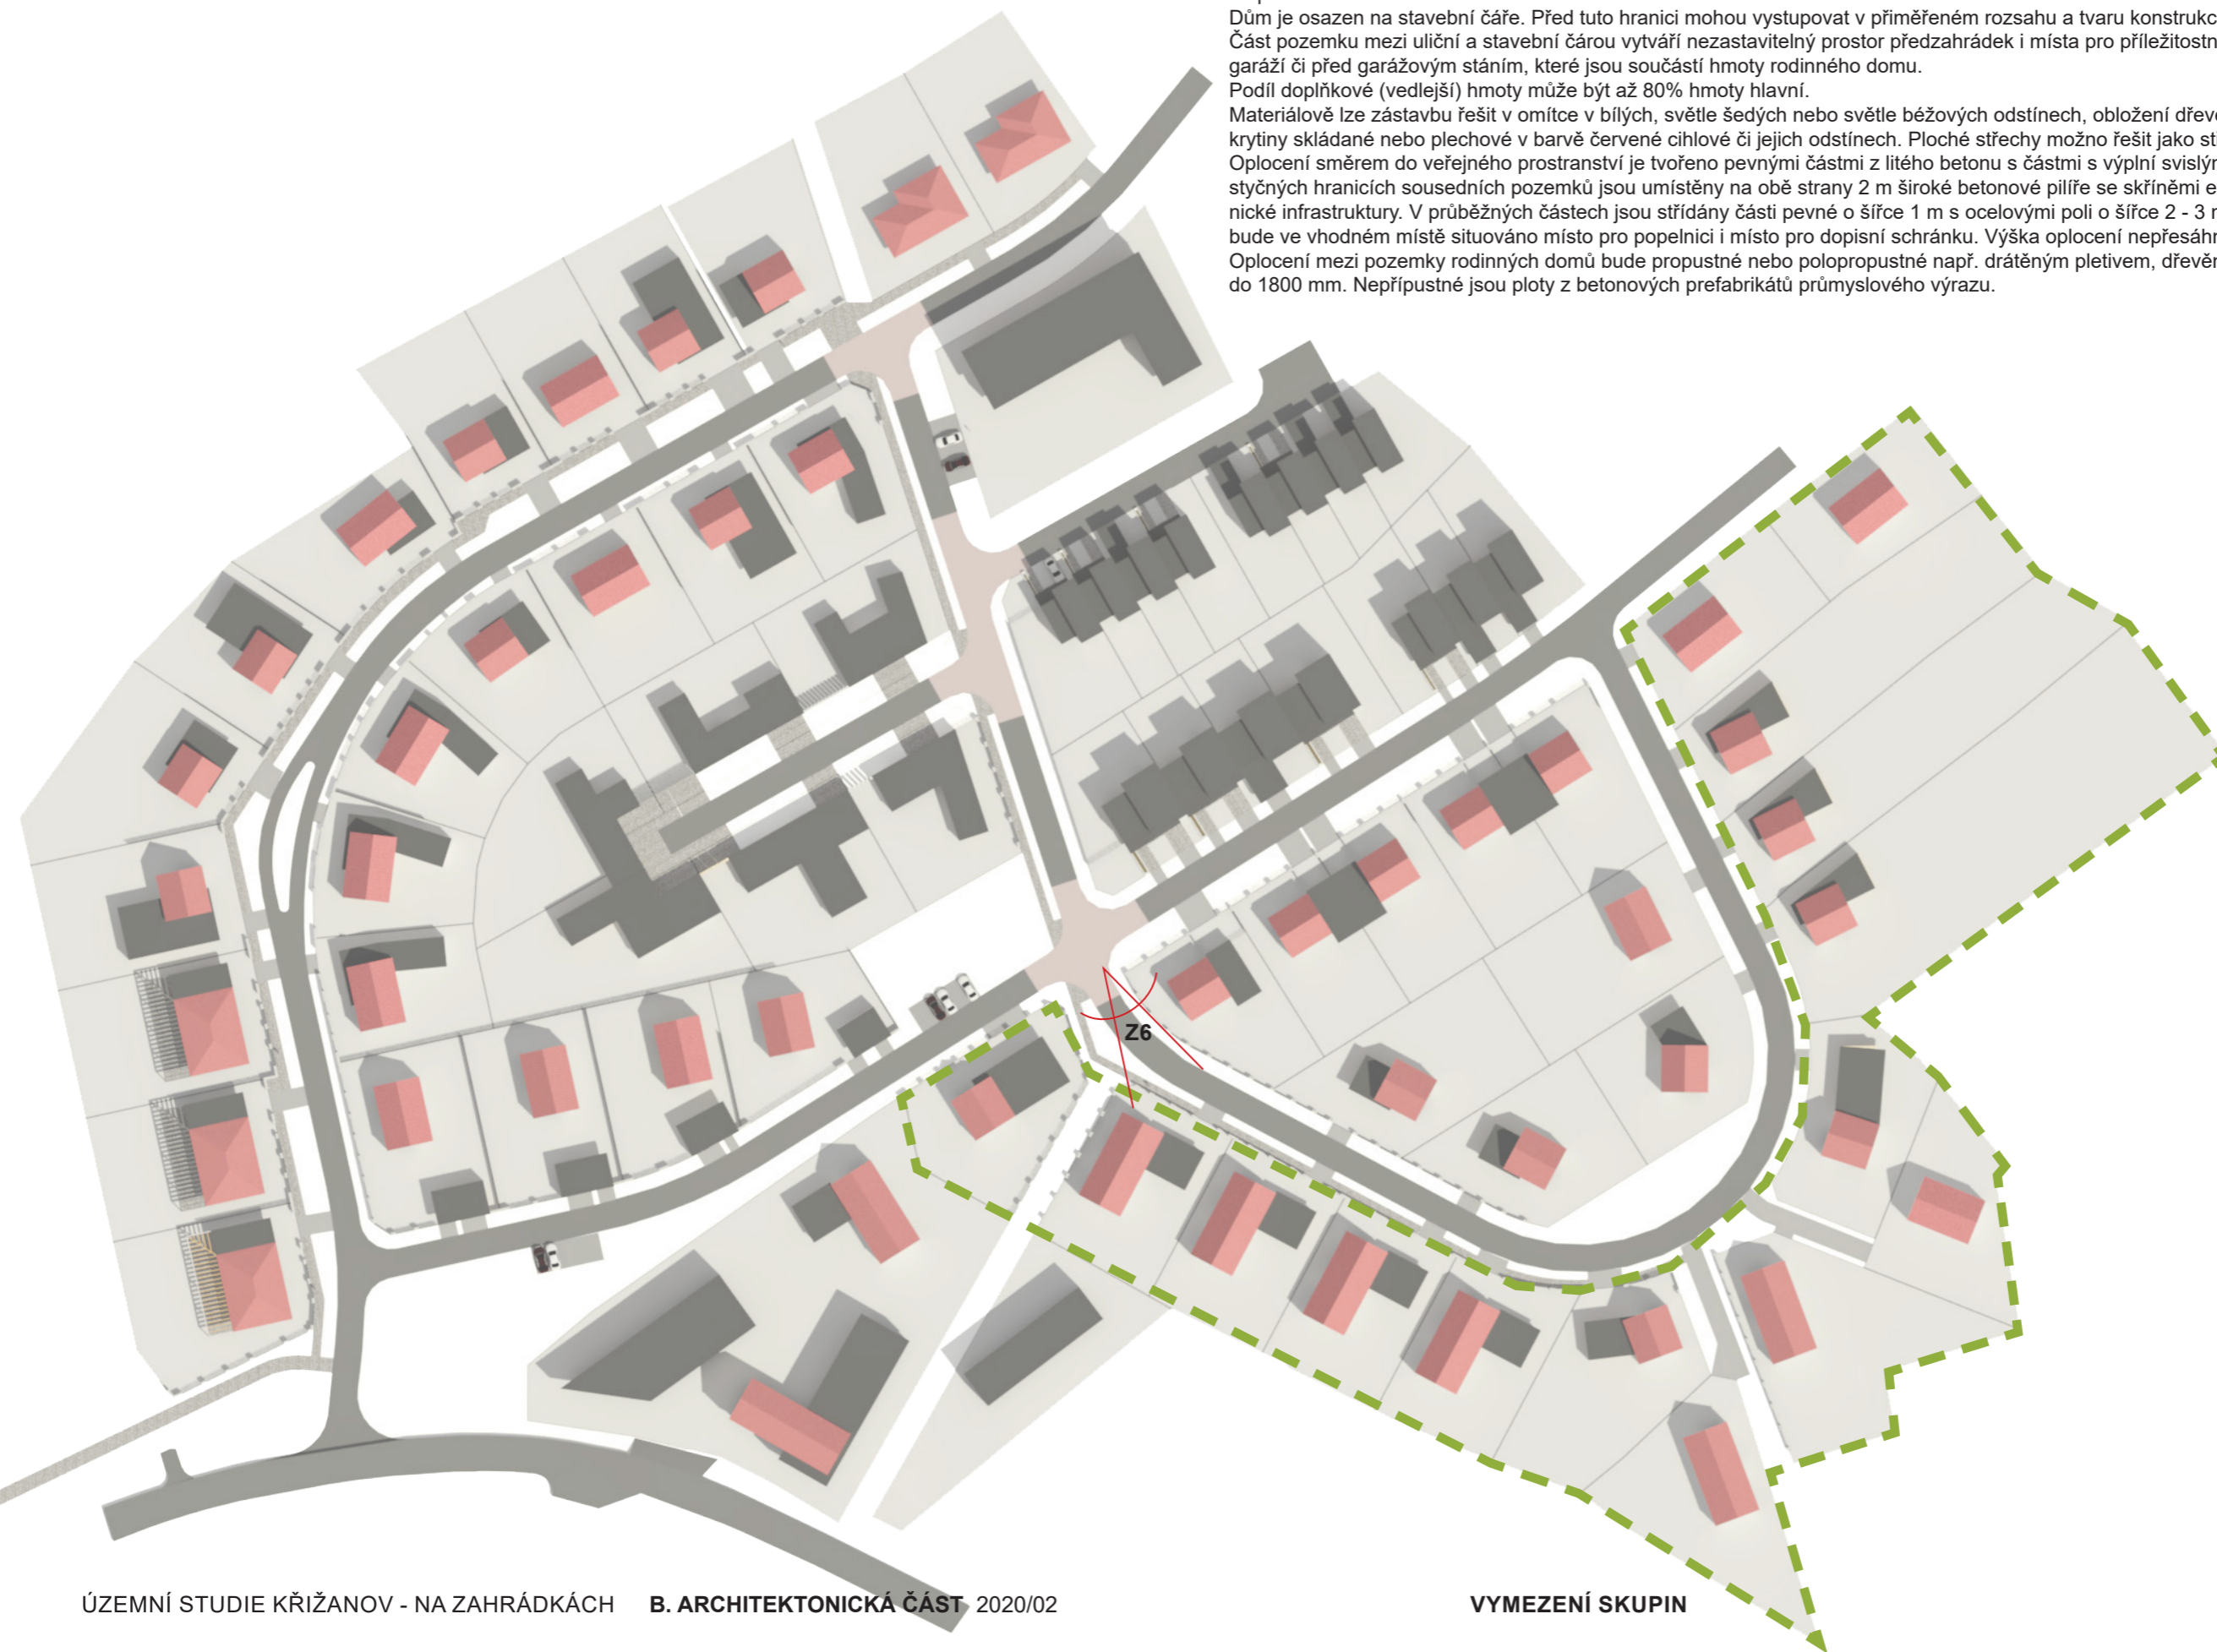 Dům je osazen na stavební čáře. Před tuto hranici mohou vystupovat v přiměřeném rozsahu a tvaru konstrukc
Část pozemku mezi uliční a stavební čárou vytváří nezastavitelný prostor předzahrádek i místa pro příležitostn
garáží či před garážovým stáním, které jsou součástí hmoty rodinného domu.
Podíl doplňkové (vedlejší) hmoty může být až 80% hmoty hlavní.
Materiálově lze zástavbu řešit v omítce v bílých, světle šedých nebo světle béžových odstínech, obložení dřeve
krytiny skládané nebo plechové v barvě červené cihlové či jejich odstínech. Ploché střechy možno řešit jako stř
Oplocení směrem do veřejného prostranství je tvořeno pevnými částmi z litého betonu s částmi s výplní svislým
styčných hranicích sousedních pozemků jsou umístěny na obě strany 2 m široké betonové pilíře se skříněmi e
nické infrastruktury. V průběžných částech jsou střídány části pevné o šířce 1 m s ocelovými poli o šířce 2 - 3 m
bude ve vhodném místě situováno místo pro popelnici i místo pro dopisní schránku. Výška oplocení nepřesáhn
Oplocení mezi pozemky rodinných domů bude propustné nebo polopropustné např. drátěným pletivem, dřevěn
do 1800 mm. Nepřípustné jsou ploty z betonových prefabrikátů průmyslového výrazu.
Z6
ÚZEMNÍ STUDIE KŘIŽANOV - NA ZAHRÁDKÁCH B. ARCHITEKTONICKÁ ČÁST 2020/02 VYMEZENÍ SKUPIN